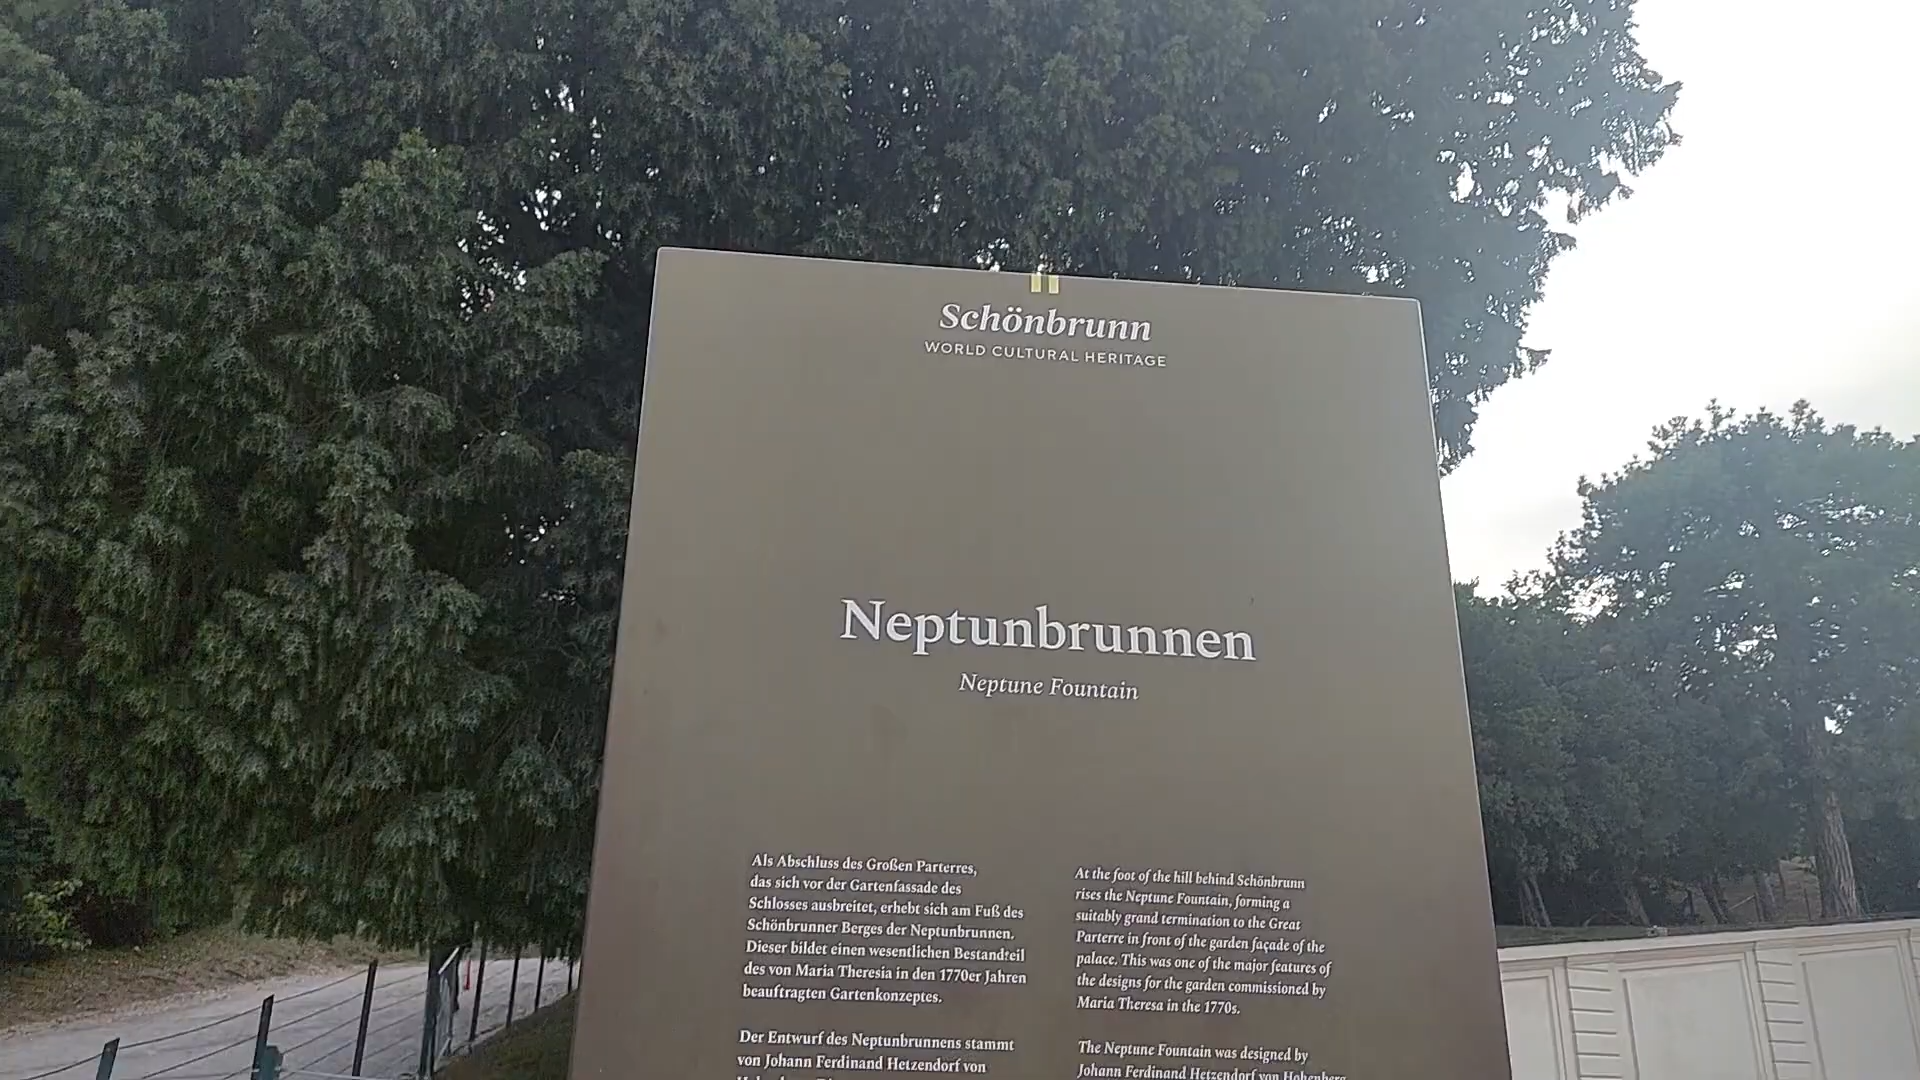 Schönbrunn
WORLD CULTURAL HERITAGE
Neptunbrunnen
Neptune Fountain
Als Abschluss des Großen Parterres,
das sich vor der Gartenfassade des
Schlosses ausbreitet, erhebt sich am Fuß des
Schönbrunner Berges der Neptunbrunnen.
Dieser bildet einen wesentlichen Bestandteil
des von Maria Theresia in den 1770er Jahren
beauftragten Gartenkonzeptes.
Der Entwurf des Neptunbrunnens stammt
von Johann Ferdinand Hetzendorf von
At the foot of the hill behind Schönbrunn
rises the Neptune Fountain, forming a
suitably grand termination to the Great
Parterre in front of the garden façade of the
palace. This was one of the major features of
the designs for the garden commissioned by
Maria Theresa in the 1770s.
The Neptune Fountain was designed by
Johann Ferdinand Hetzendorf von Hohenberg